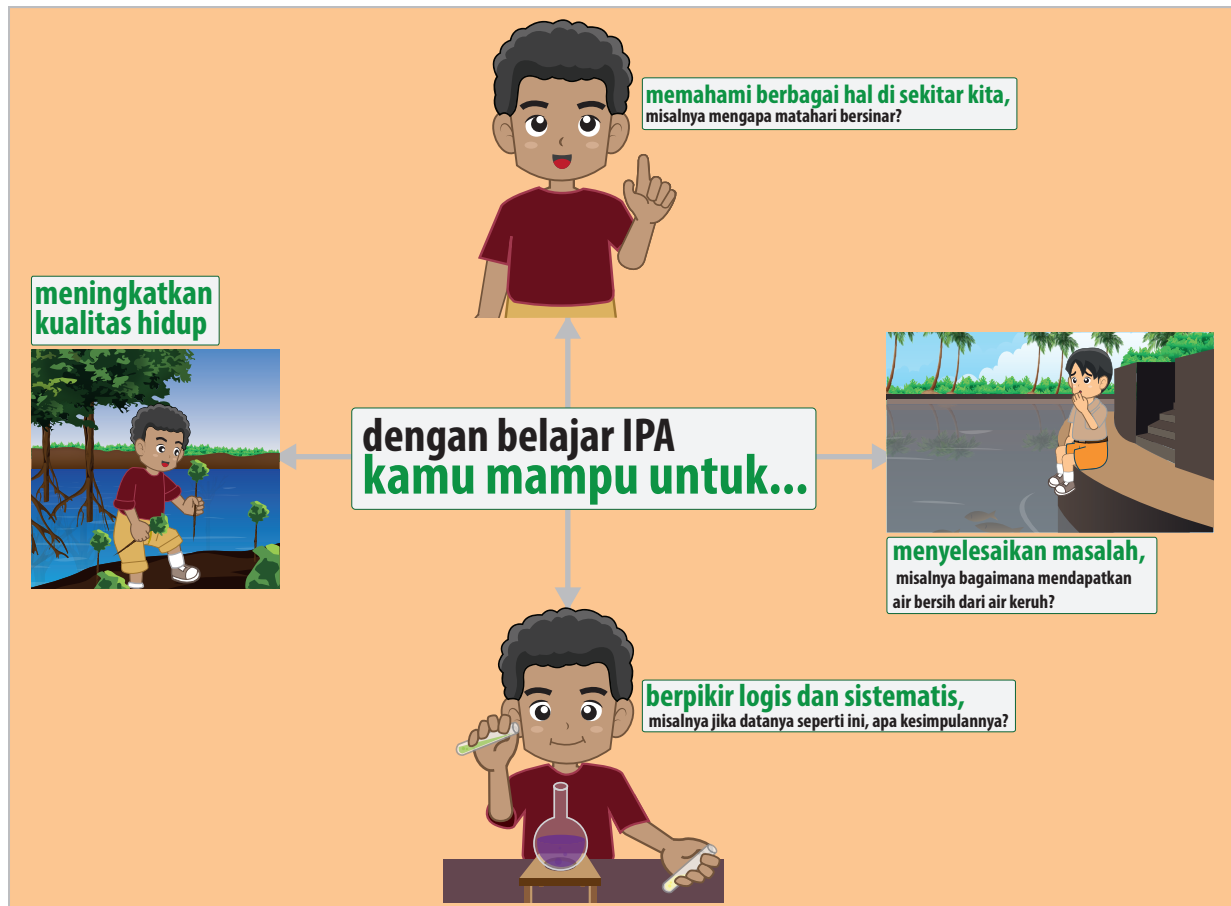 memahami berbagai hal di sekitar kita,
misalnya mengapa matahari bersinar?
meningkatkan
kualitas hidup
dengan belajar IPA
kamu mampu untuk...
menyelesaikan masalah,
misalnya bagaimana mendapatkan
air bersih dari air keruh?
berpikir logis dan sistematis,
misalnya jika datanya seperti ini, apa kesimpulannya?